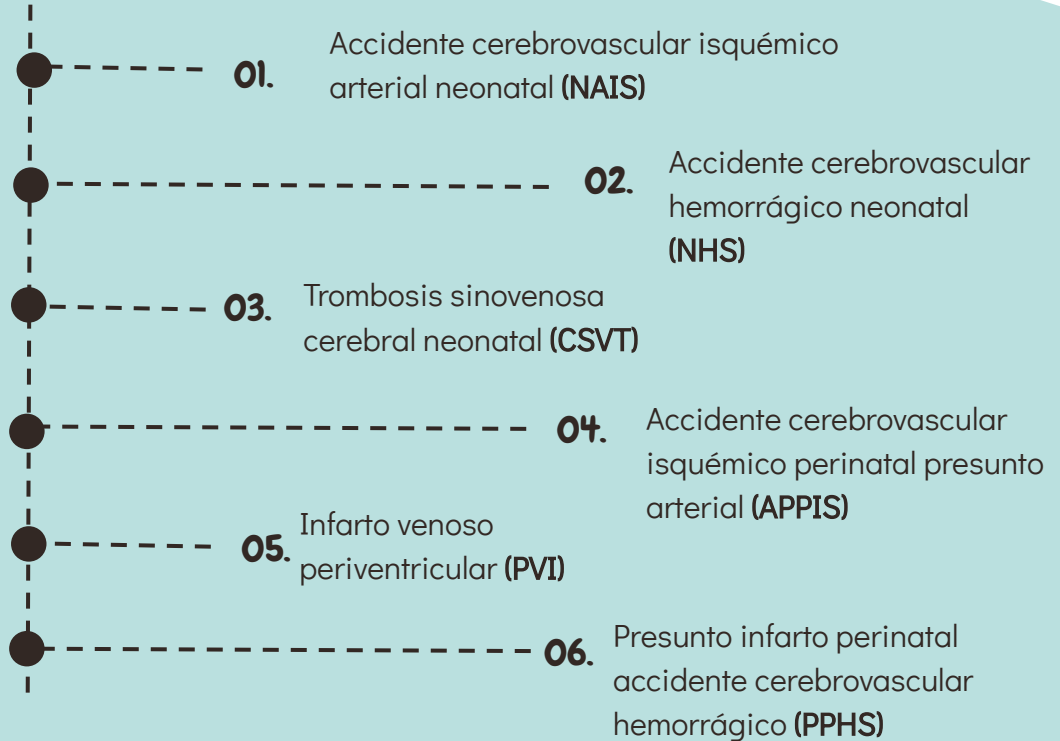 01.
Accidente cerebrovascular isquémico
arterial neonatal (NAIS)
02.
Accidente cerebrovascular
hemorrágico neonatal
(NHS)
03.
Trombosis sinovenosa
cerebral neonatal (CSVT)
04.
Accidente cerebrovascular
isquémico perinatal presunto
arterial (APPIS)
05.
Infarto venoso
periventricular (PVI)
06.
Presunto infarto perinatal
accidente cerebrovascular
hemorrágico (PPHS)